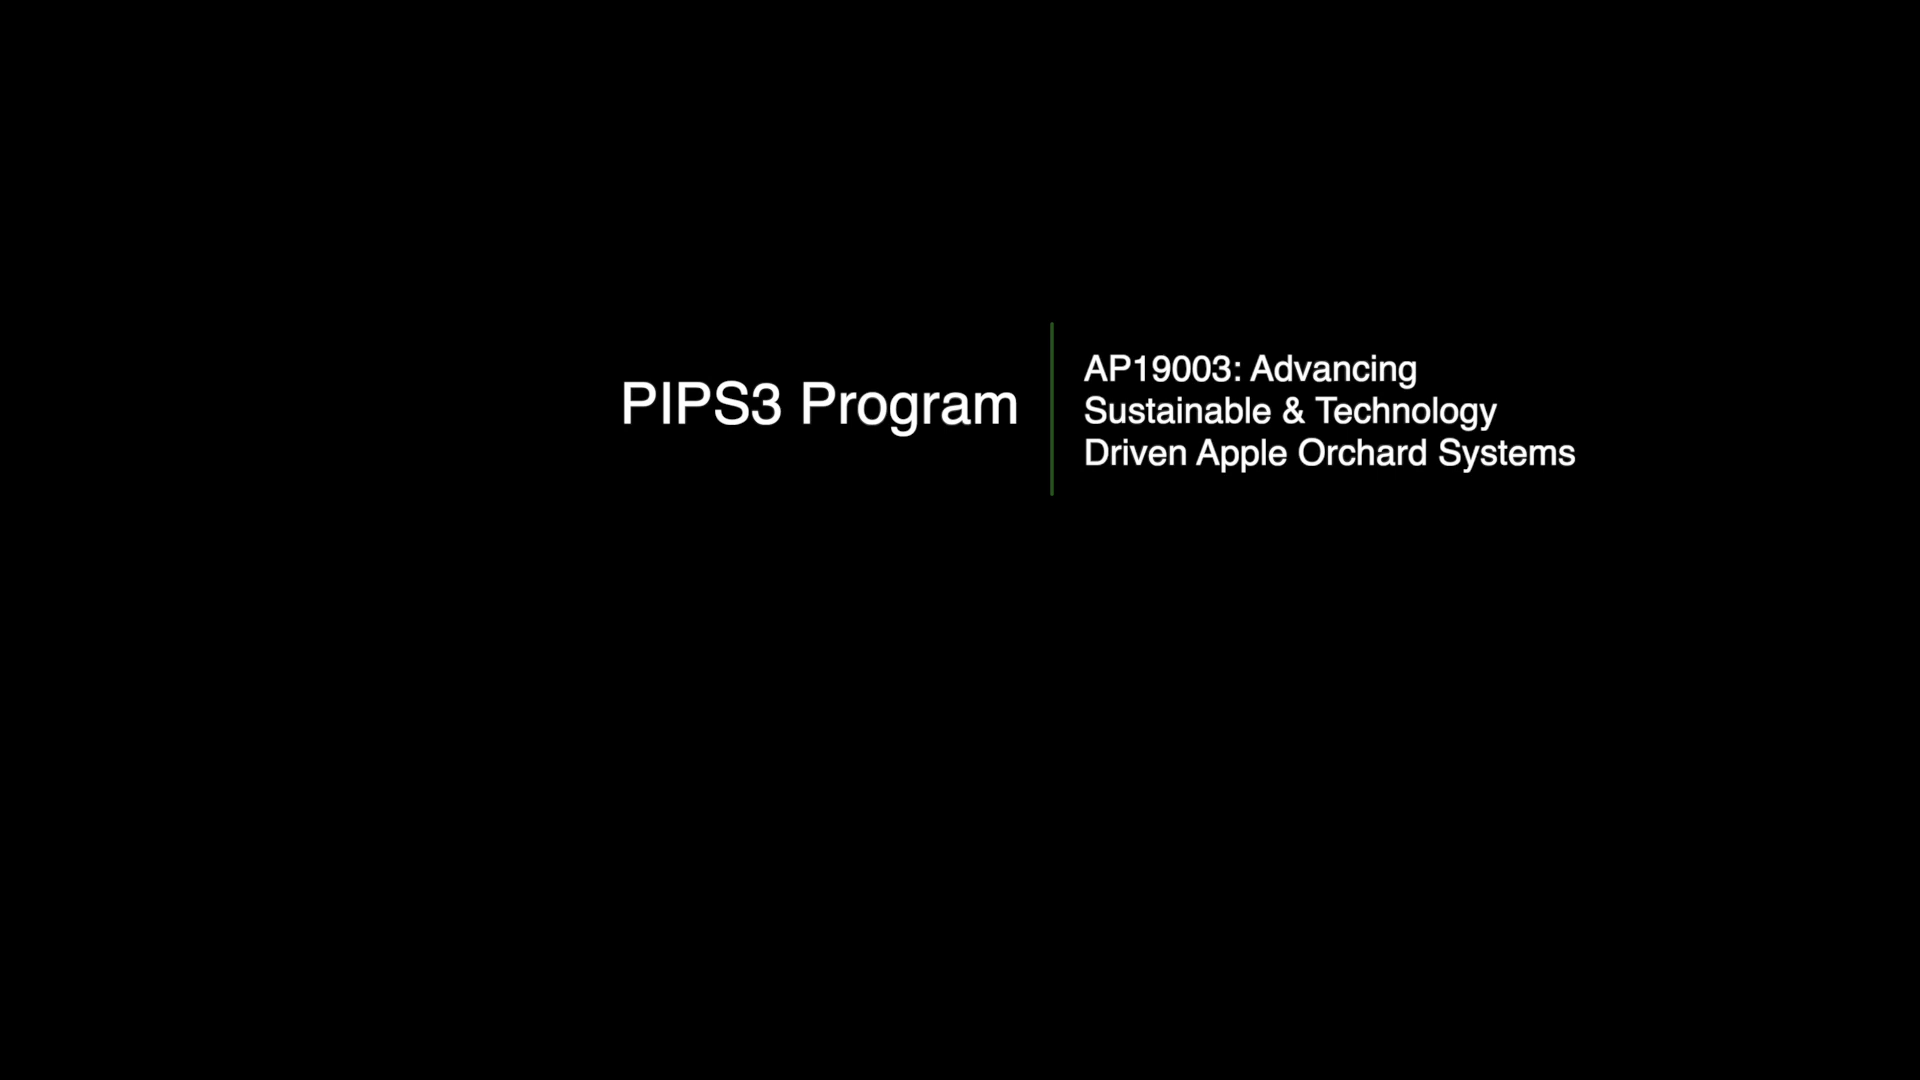 PIPS3 Program
AP19003: Advancing
Sustainable & Technology
Driven Apple Orchard Systems